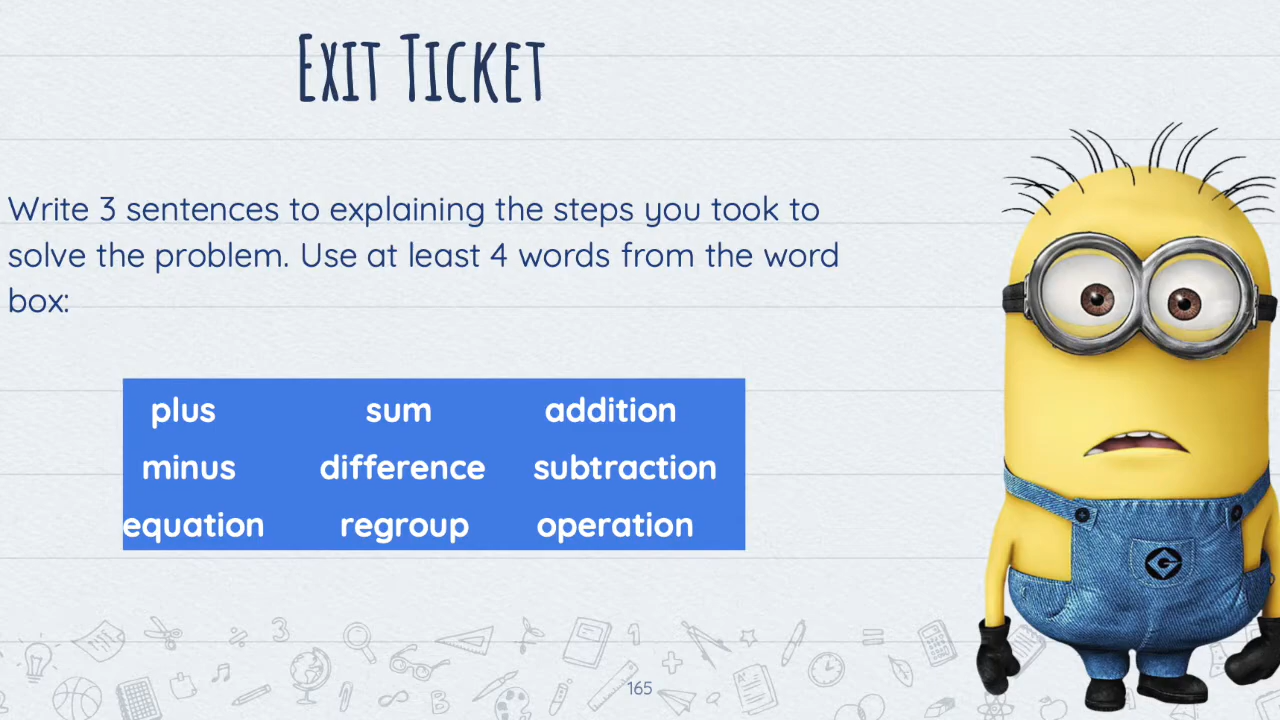 Exit Ticket
Write 3 sentences to explaining the steps you took to
solve the problem. Use at least 4 words from the word
box:
plus sum addition
minus difference subtraction
equation regroup operation
165